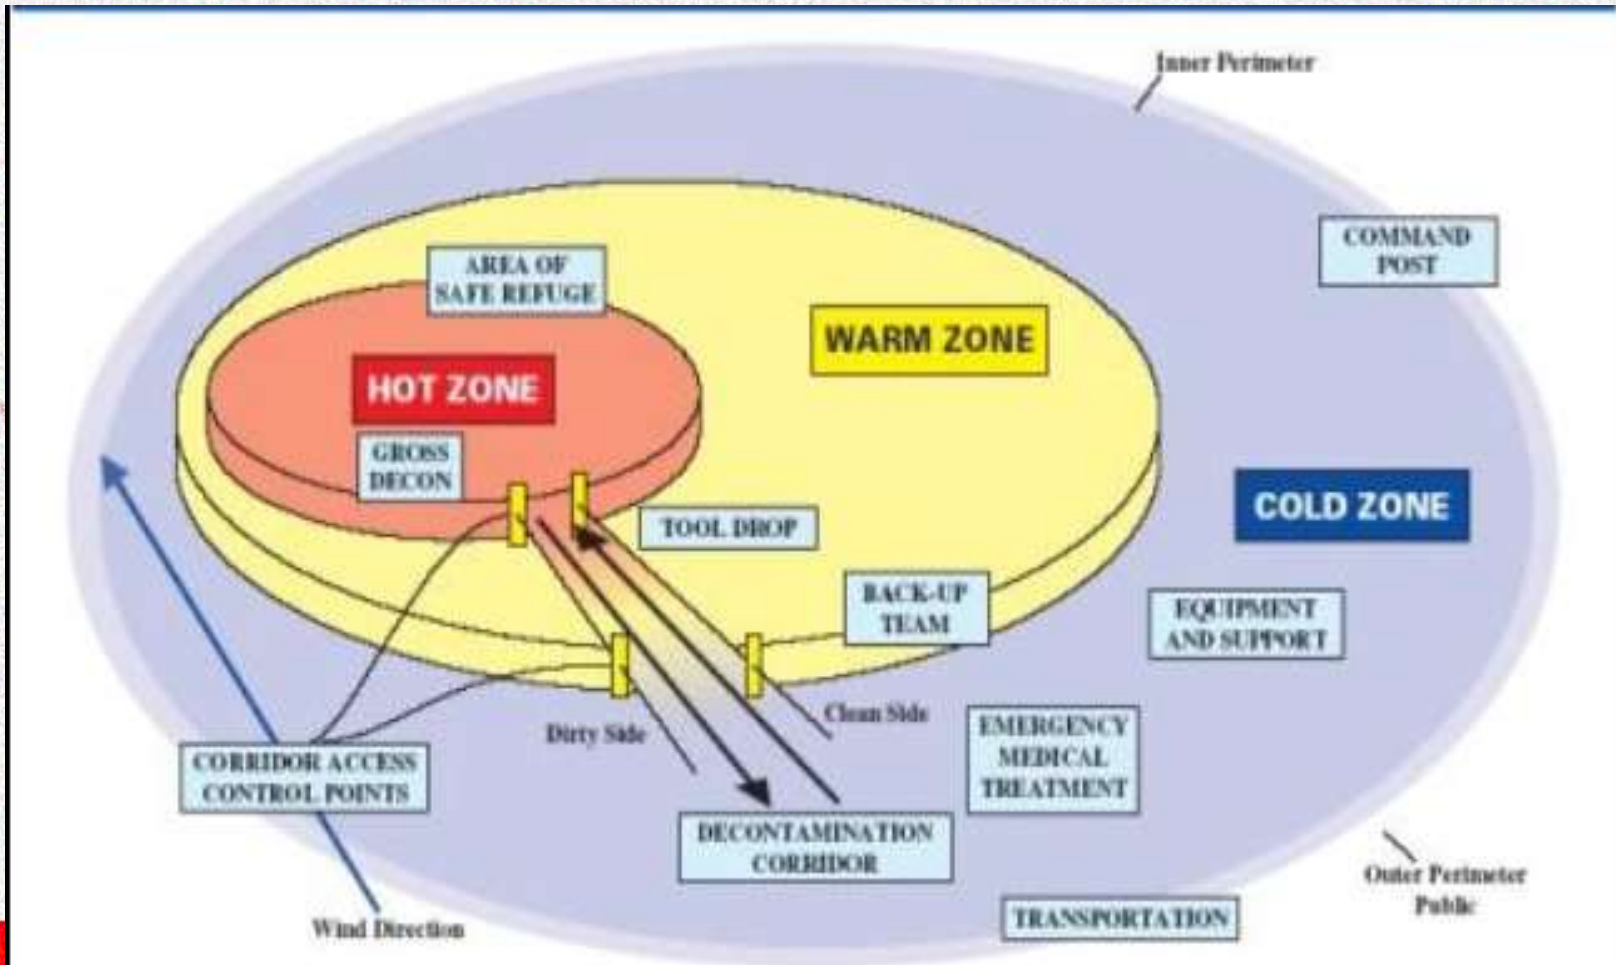 Inner Perimeter
COMMAND
POST
AREA OF
SAFE REFUGE
WARM ZONE
HOT ZONE
GROSS
DECON
COLD ZONE
TOOL DROP
BACK-UP
TEAM
EQUIPMENT
AND SUPPORT
Clean Side
Dirty Side
EMERGENCY
MEDICAL
TREATMENT
CORRIDOR ACCESS
CONTROL POINTS
DECONTAMINATION
CORRIDOR
Outer Perimeter
Public
TRANSPORTATION
Wind Direction